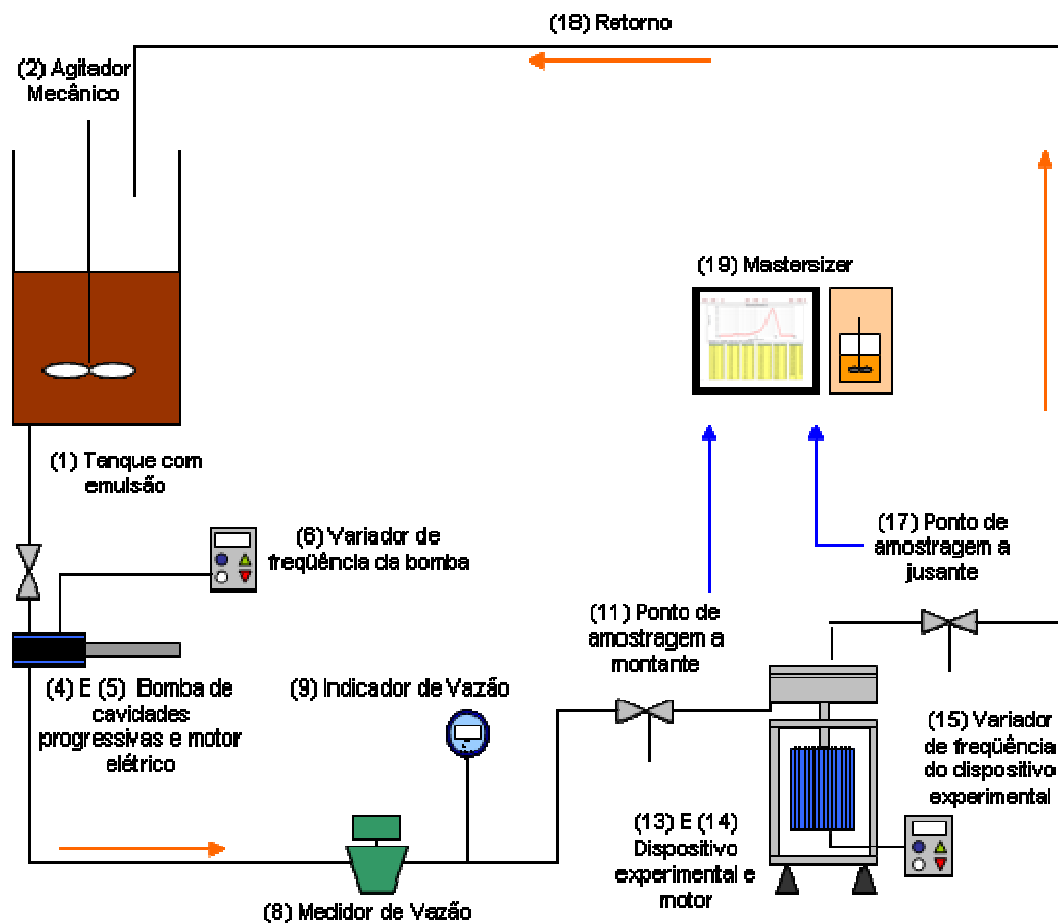 (18) Retorno
(2) Agitador
Mecânico
(19) Mastersizer
(1) Tanque com
emulsão
(6) Variador de
freqüência da bomba
(17) Ponto de
amostragem a
jusante
(11) Ponto de
amostragem a
montante
(4) E (5) Bomba de
cavidades
progressivas e motor
elétrico
(9) Indicador de Vazão
(15) Variador
de freqüência
do dispositivo
experimental
(13) E (14)
Dispositivo
experimental e
motor
(8) Medidor de Vazão